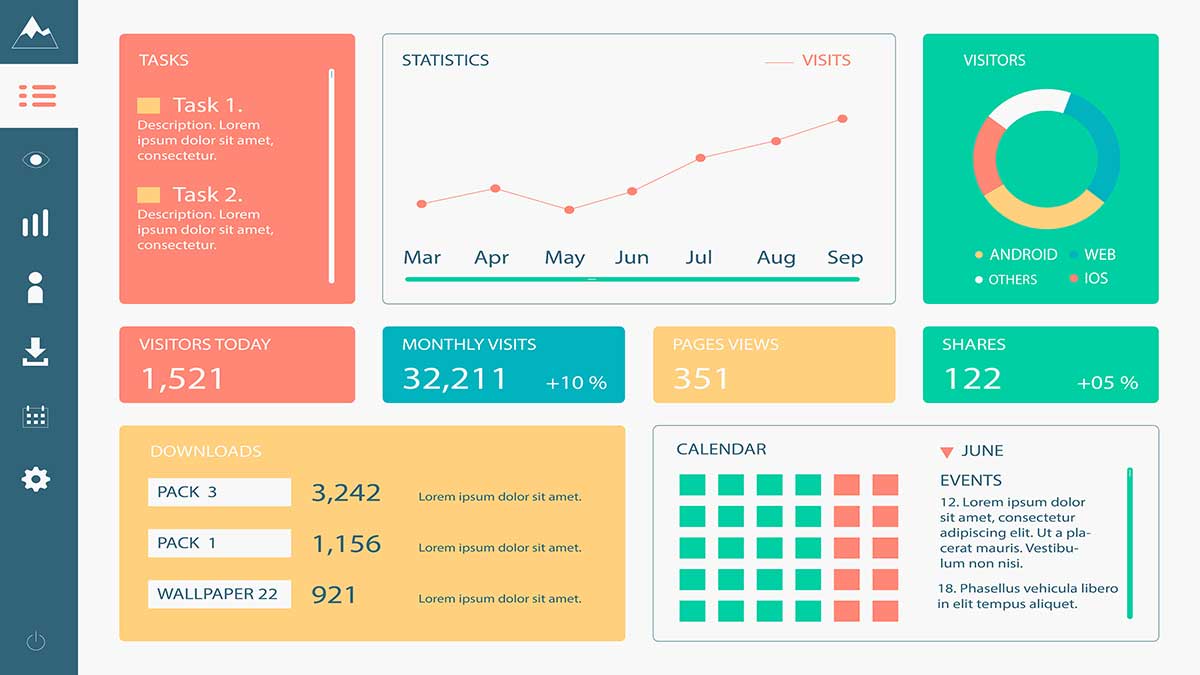 TASKS
Task 1.
Description. Lorem
ipsum dolor sit amet,
consectetur.
Task 2.
Description. Lorem
ipsum dolor sit amet,
consectetur.
STATISTICS
VISITS
Mar Apr May Jun Jul Aug Sep
VISITORS
ANDROID WEB
OTHERS IOS
VISITORS TODAY
1,521
MONTHLY VISITS
32,211 +10 %
PAGES VIEWS
351
SHARES
122 +05 %
DOWNLOADS
PACK 3 3,242 Lorem ipsum dolor sit amet.
PACK 1 1,156 Lorem ipsum dolor sit amet.
WALLPAPER 22 921 Lorem ipsum dolor sit amet.
CALENDAR
JUNE
EVENTS
12. Lorem ipsum dolor
sit amet, consectetur
adipiscing elit. Ut a pla-
cerat mauris. Vestibu-
lum non nisi.
18. Phasellus vehicula libero
in elit tempus aliquet.